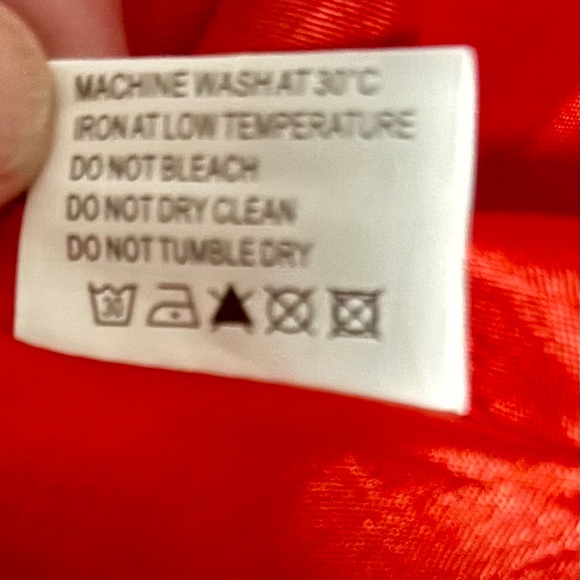 MACHINE WASH AT 30°C
IRON AT LOW TEMPERATURE
DO NOT BLEACH
DO NOT DRY CLEAN
DO NOT TUMBLE DRY
30